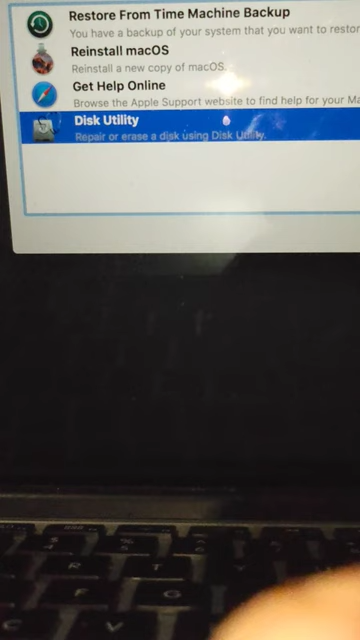 Restore From Time Machine Backup
You have a backup of your system that you want to restor
Reinstall macOS
Reinstall a new copy of macOS.
Get Help Online
Browse the Apple Support website to find help for your Ma
Disk Utility
Repair or erase a disk using Disk Utility.
$ 4
% 5
R
T
F
G
C
V